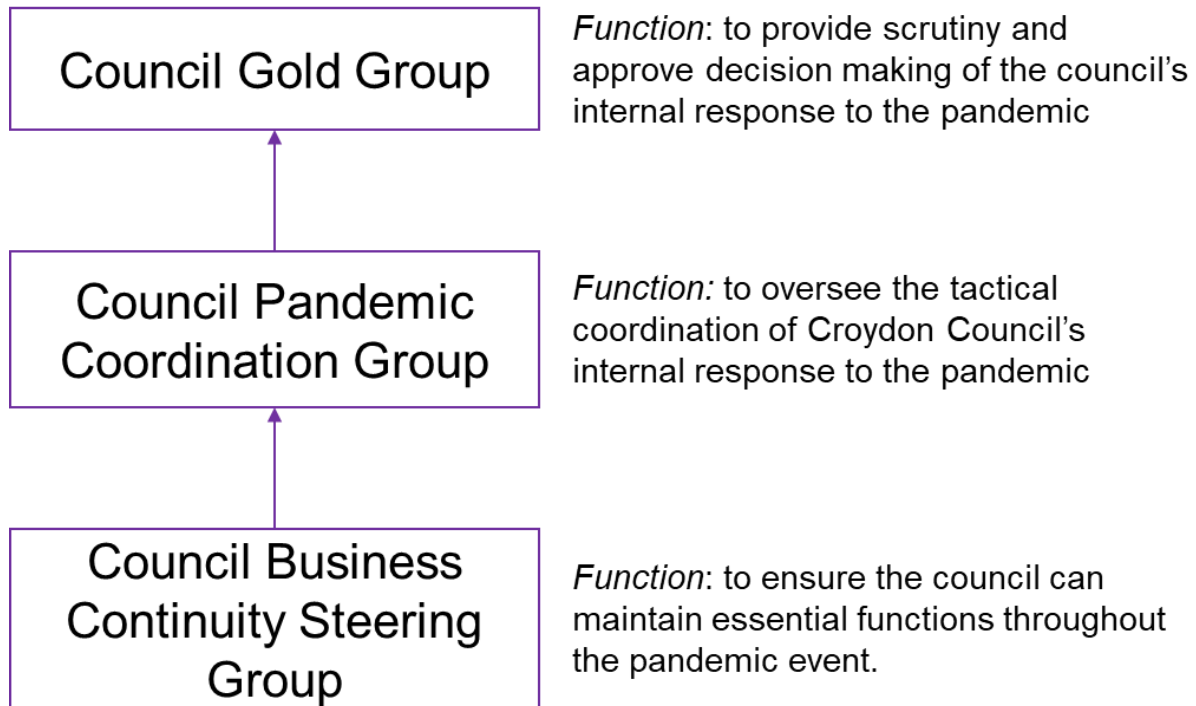 Council Gold Group
Function: to provide scrutiny and
approve decision making of the council’s
internal response to the pandemic
Council Pandemic
Coordination Group
Function: to oversee the tactical
coordination of Croydon Council’s
internal response to the pandemic
Council Business
Continuity Steering
Group
Function: to ensure the council can
maintain essential functions throughout
the pandemic event.